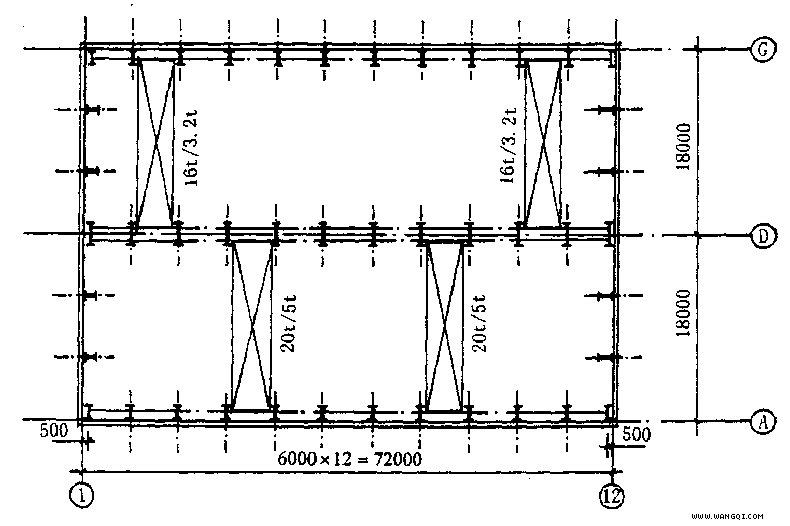 G
16t/3.2t
16t/3.2t
18000
D
20t/5t
20t/5t
18000
A
500
500
6000×12=72000
1
12
WWW.WANGQI.COM